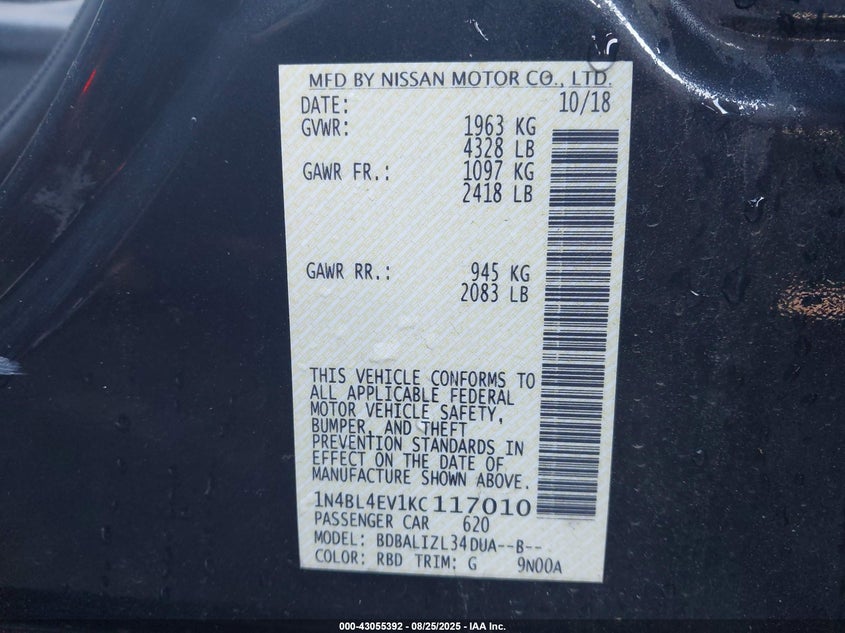 MFD BY NISSAN MOTOR CO., LTD.
DATE: 10/18
GVWR: 1963 KG
4328 LB
GAWR FR.: 1097 KG
2418 LB
GAWR RR.: 945 KG
2083 LB
THIS VEHICLE CONFORMS TO
ALL APPLICABLE FEDERAL
MOTOR VEHICLE SAFETY,
BUMPER, AND THEFT
PREVENTION STANDARDS IN
EFFECT ON THE DATE OF
MANUFACTURE SHOWN ABOVE.
1N4BL4EV1KC117010
PASSENGER CAR 620
MODEL: BDBALIZL34DUA--B--
COLOR: RBD TRIM: G 9N00A
000-43055392 - 08/25/2025 - IAA Inc.